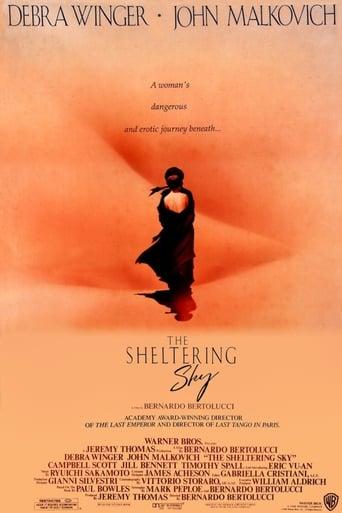 DEBRA WINGER · JOHN MALKOVICH
A woman's
dangerous
and erotic journey beneath...
THE
SHELTERING
Sky
A FILM BY BERNARDO BERTOLUCCI
ACADEMY AWARD-WINNING DIRECTOR
OF THE LAST EMPEROR AND DIRECTOR OF LAST TANGO IN PARIS.
WARNER BROS.
JEREMY THOMAS BERNARDO BERTOLUCCI
DEBRA WINGER JOHN MALKOVICH "THE SHELTERING SKY"
CAMPBELL SCOTT JILL BENNETT TIMOTHY SPALL ERIC VUAN
RYUICHI SAKAMOTO JAMES ACHESON GABRIELLA CRISTIANI, A.C.E.
GIANNI SILVESTRI VITTORIO STORARO WILLIAM ALDRICH
PAUL BOWLES MARK PEPLOE BERNARDO BERTOLUCCI
JEREMY THOMAS BERNARDO BERTOLUCCI
R RESTRICTED
WB